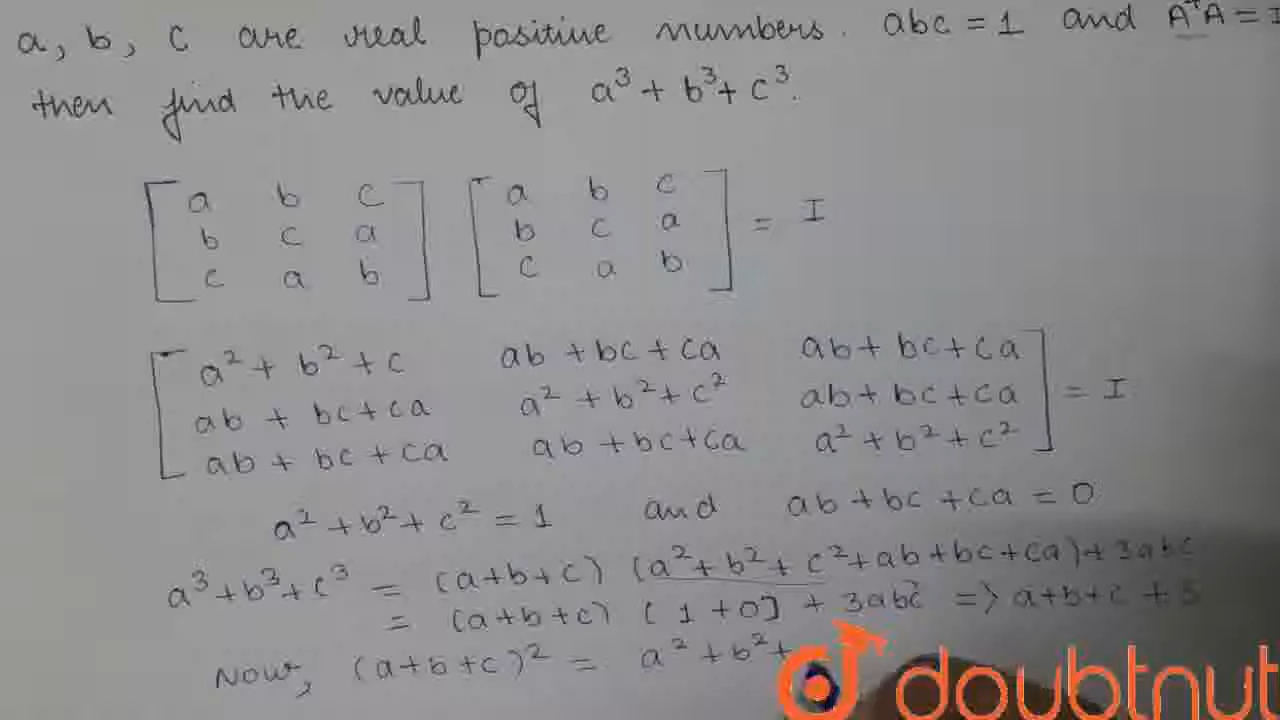 a, b, c are real positive numbers. abc = 1 and AᵀA = I
then find the value of a³ + b³ + c³.
[ a b c ] [ a b c ]
[ b c a ] [ b c a ] = I
[ c a b ] [ c a b ]
[ a² + b² + c ab + bc + ca ab + bc + ca ]
[ ab + bc + ca a² + b² + c² ab + bc + ca ] = I
[ ab + bc + ca ab + bc + ca a² + b² + c² ]
a² + b² + c² = 1 and ab + bc + ca = 0
a³ + b³ + c³ = (a+b+c) (a² + b² + c² + ab + bc + ca) + 3abc
= (a+b+c) [1 + 0] + 3abc => a+b+c + 3
Now, (a+b+c)² = a² + b² +
doubtnut